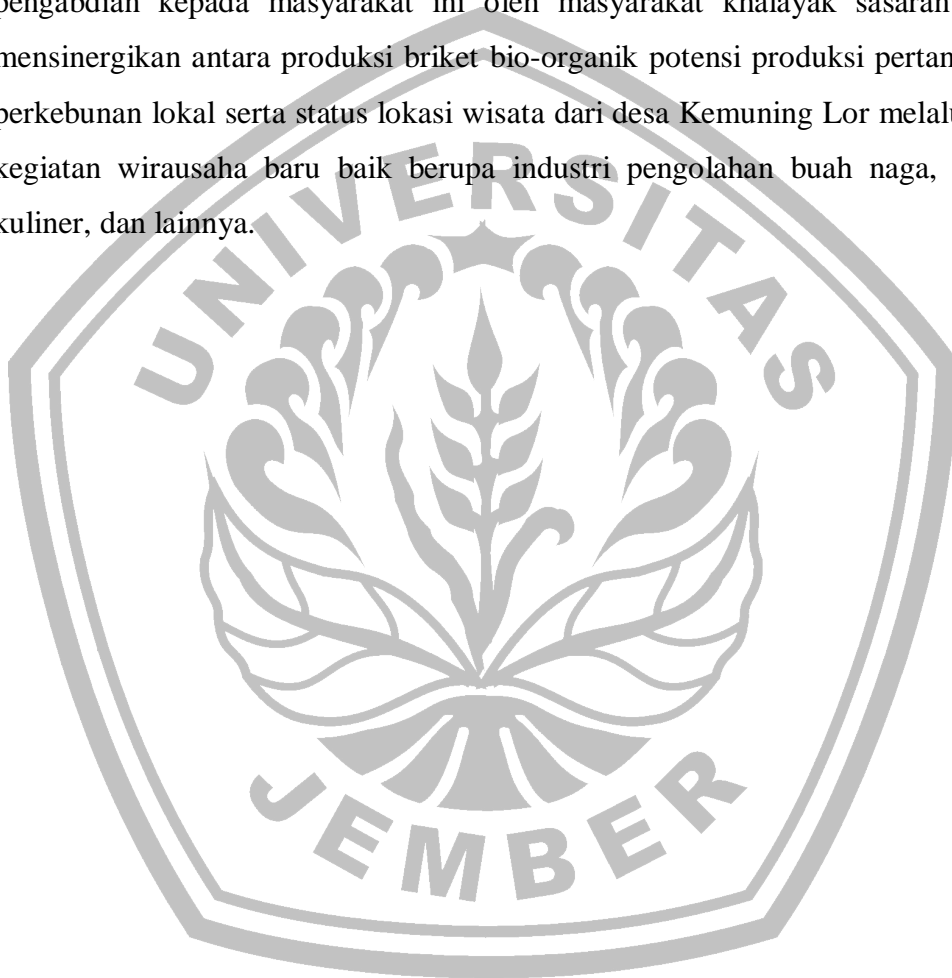 pengabdian kepada masyarakat ini oleh masyarakat khalayak sasaran
mensinergikan antara produksi briket bio-organik potensi produksi pertan
perkebunan lokal serta status lokasi wisata dari desa Kemuning Lor melal
kegiatan wirausaha baru baik berupa industri pengolahan buah naga,
kuliner, dan lainnya.
UNIVERSITAS
JEMBER